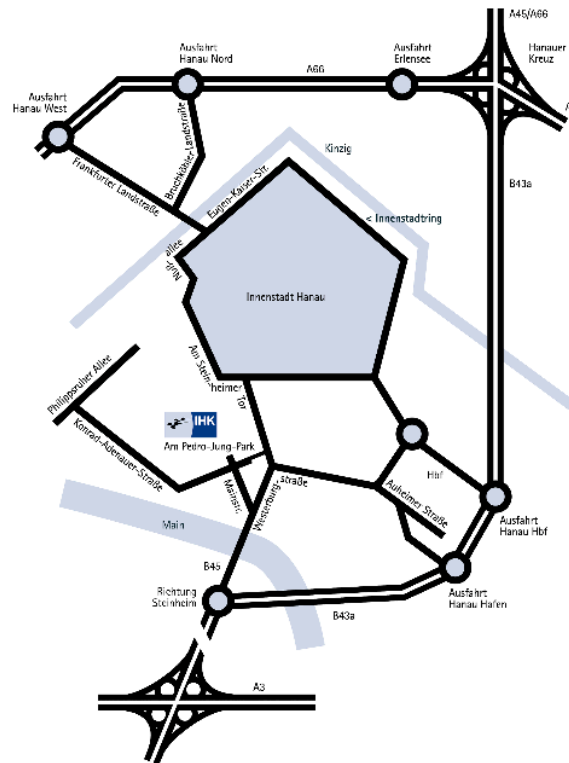 A45/A66
Hanauer
Kreuz
Ausfahrt
Hanau Nord
Ausfahrt
Erlensee
A66
Ausfahrt
Hanau West
A
Bruchköbler Landstraße
Frankfurter Landstraße
Kinzig
Eugen-Kaiser-Str.
B43a
< Innenstadtring
Nuß-
allee
Innenstadt Hanau
Am Stein-
heimer
Tor
Philippsruher Allee
IHK
Am Pedro-Jung-Park
Konrad-Adenauer-Straße
Hbf
Mainstr.
Westerburg-
straße
Auheimer Straße
Ausfahrt
Hanau Hbf
Main
B45
Richtung
Steinheim
Ausfahrt
Hanau Hafen
B43a
A3